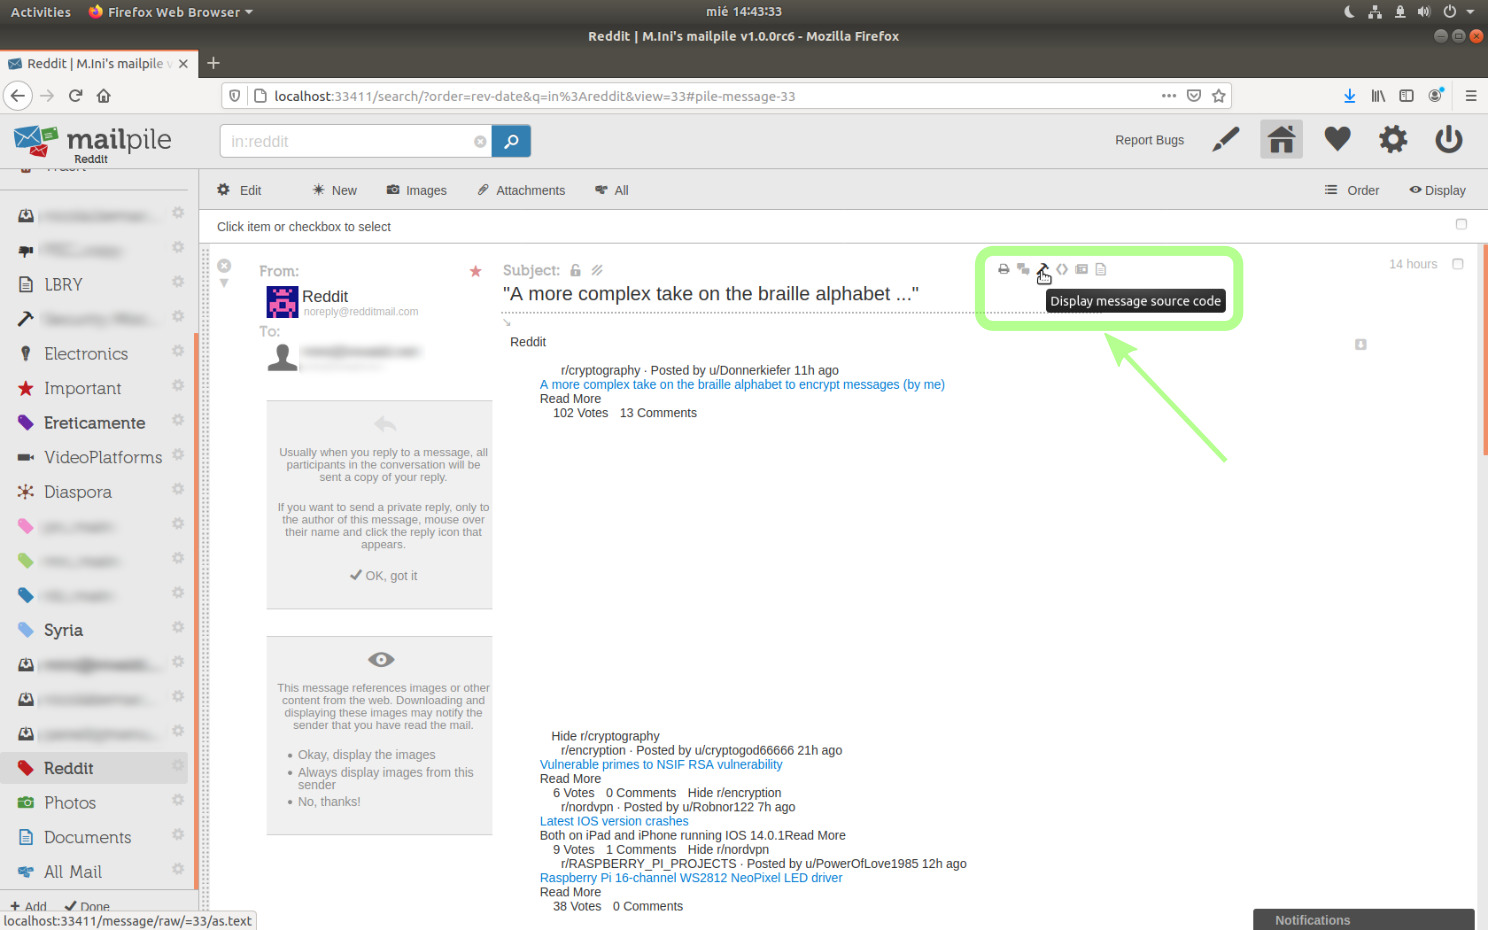 Activities Firefox Web Browser mié 14:43:33
Reddit | M.Ini's mailpile v1.0.0rc6 - Mozilla Firefox
Reddit | M.Ini's mailpile v
localhost:33411/search/?order=rev-date&q=in%3Areddit&view=33#pile-message-33
mailpile
Reddit
in:reddit
Report Bugs
Edit New Images Attachments All Order Display
Click item or checkbox to select
LBRY
Electronics
Important
Ereticamente
VideoPlatforms
Diaspora
Syria
Reddit
Photos
Documents
All Mail
+ Add Done
localhost:33411/message/raw/=33/as.text
From:
Reddit
noreply@redditmail.com
To:
Usually when you reply to a message, all
participants in the conversation will be
sent a copy of your reply.
If you want to send a private reply, only to
the author of this message, mouse over
their name and click the reply icon that
appears.
OK, got it
This message references images or other
content from the web. Downloading and
displaying these images may notify the
sender that you have read the mail.
• Okay, display the images
• Always display images from this
sender
• No, thanks!
Subject:
"A more complex take on the braille alphabet ..."
Display message source code
14 hours
Reddit
r/cryptography · Posted by u/Donnerkiefer 11h ago
A more complex take on the braille alphabet to encrypt messages (by me)
Read More
102 Votes 13 Comments
Hide r/cryptography
r/encryption · Posted by u/cryptogod66666 21h ago
Vulnerable primes to NSIF RSA vulnerability
Read More
6 Votes 0 Comments Hide r/encryption
r/nordvpn · Posted by u/Robnor122 7h ago
Latest IOS version crashes
Both on iPad and iPhone running IOS 14.0.1Read More
9 Votes 1 Comments Hide r/nordvpn
r/RASPBERRY_PI_PROJECTS · Posted by u/PowerOfLove1985 12h ago
Raspberry Pi 16-channel WS2812 NeoPixel LED driver
Read More
38 Votes 0 Comments
Notifications